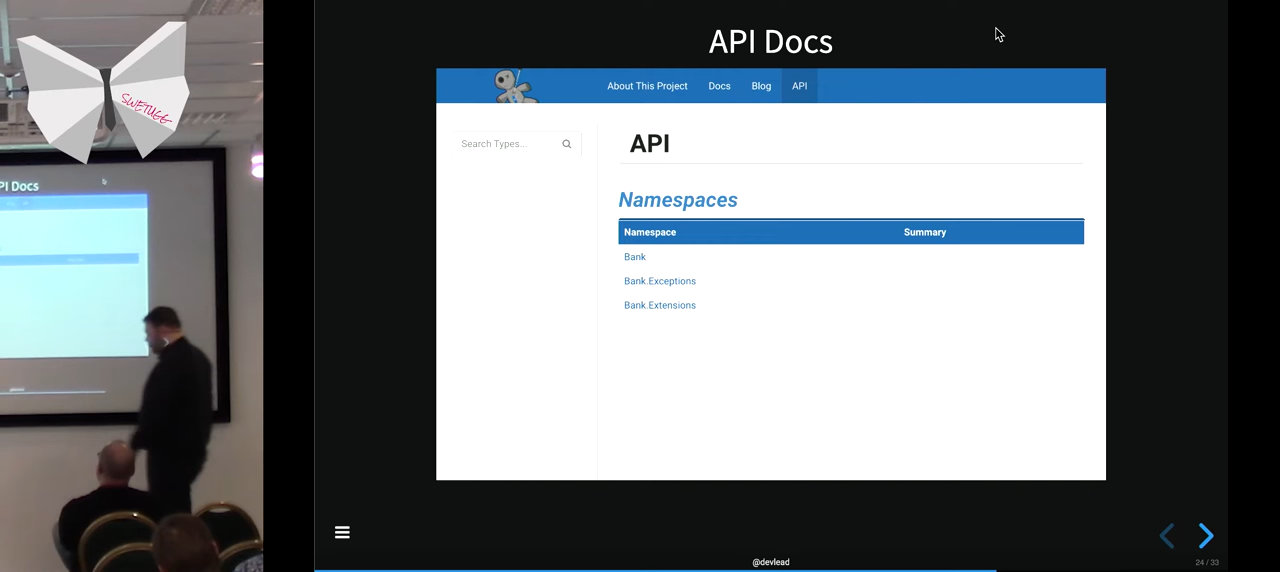 SWETUGG
PI Docs
API Docs
About This Project Docs Blog API
Search Types...
API
Namespaces
Namespace Summary
Bank
Bank.Exceptions
Bank.Extensions
@devlead
24 / 33